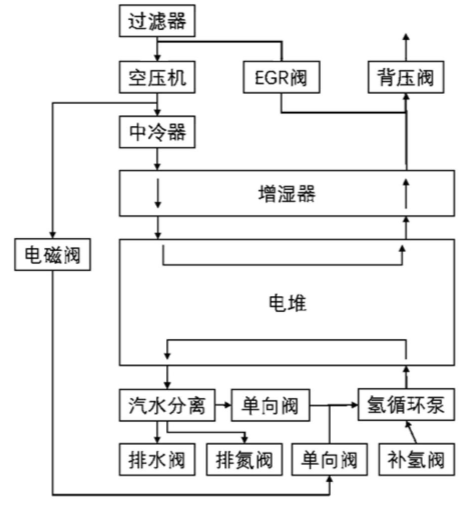 过滤器
空压机
EGR阀
背压阀
中冷器
增湿器
电磁阀
电堆
汽水分离
单向阀
氢循环泵
排水阀
排氮阀
单向阀
补氢阀